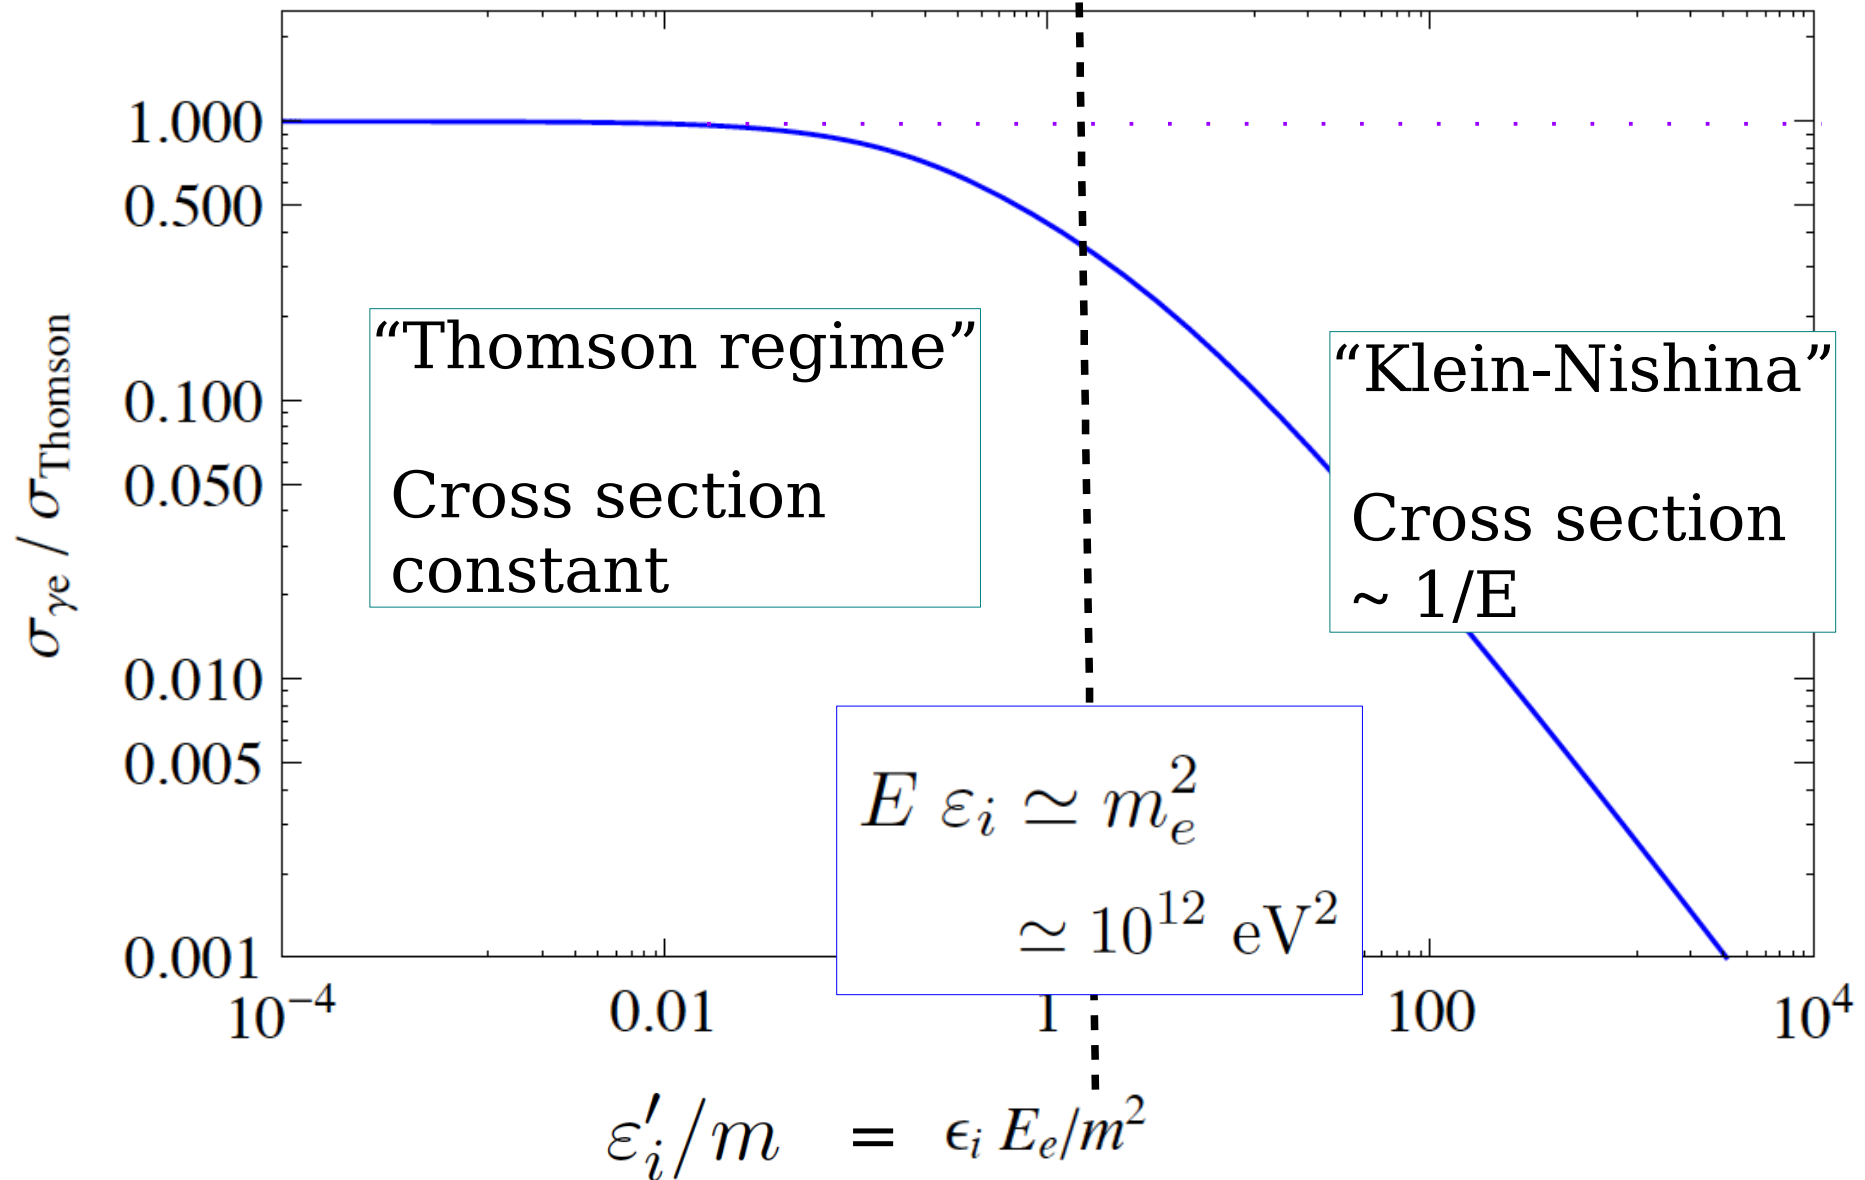 1.000
0.500
0.100
0.050
0.010
0.005
0.001
σγe / σThomson
“Thomson regime”
Cross section
constant
“Klein-Nishina”
Cross section
~ 1/E
E εᵢ ≃ mₑ²
≃ 10¹² eV²
10⁻⁴ 0.01 1 100 10⁴
ε′ᵢ/m = ϵᵢ Eₑ/m²